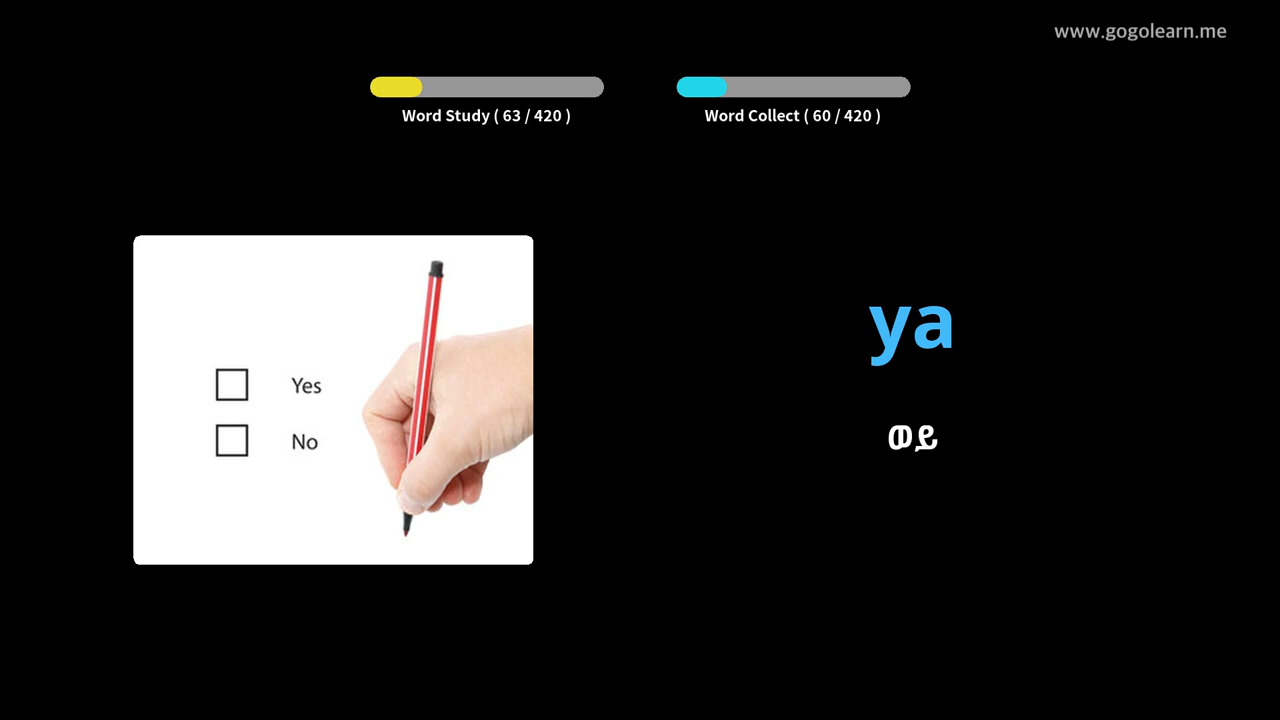 www.gogolearn.me
Word Study ( 63 / 420 )
Word Collect ( 60 / 420 )
Yes
No
ya
ወይ